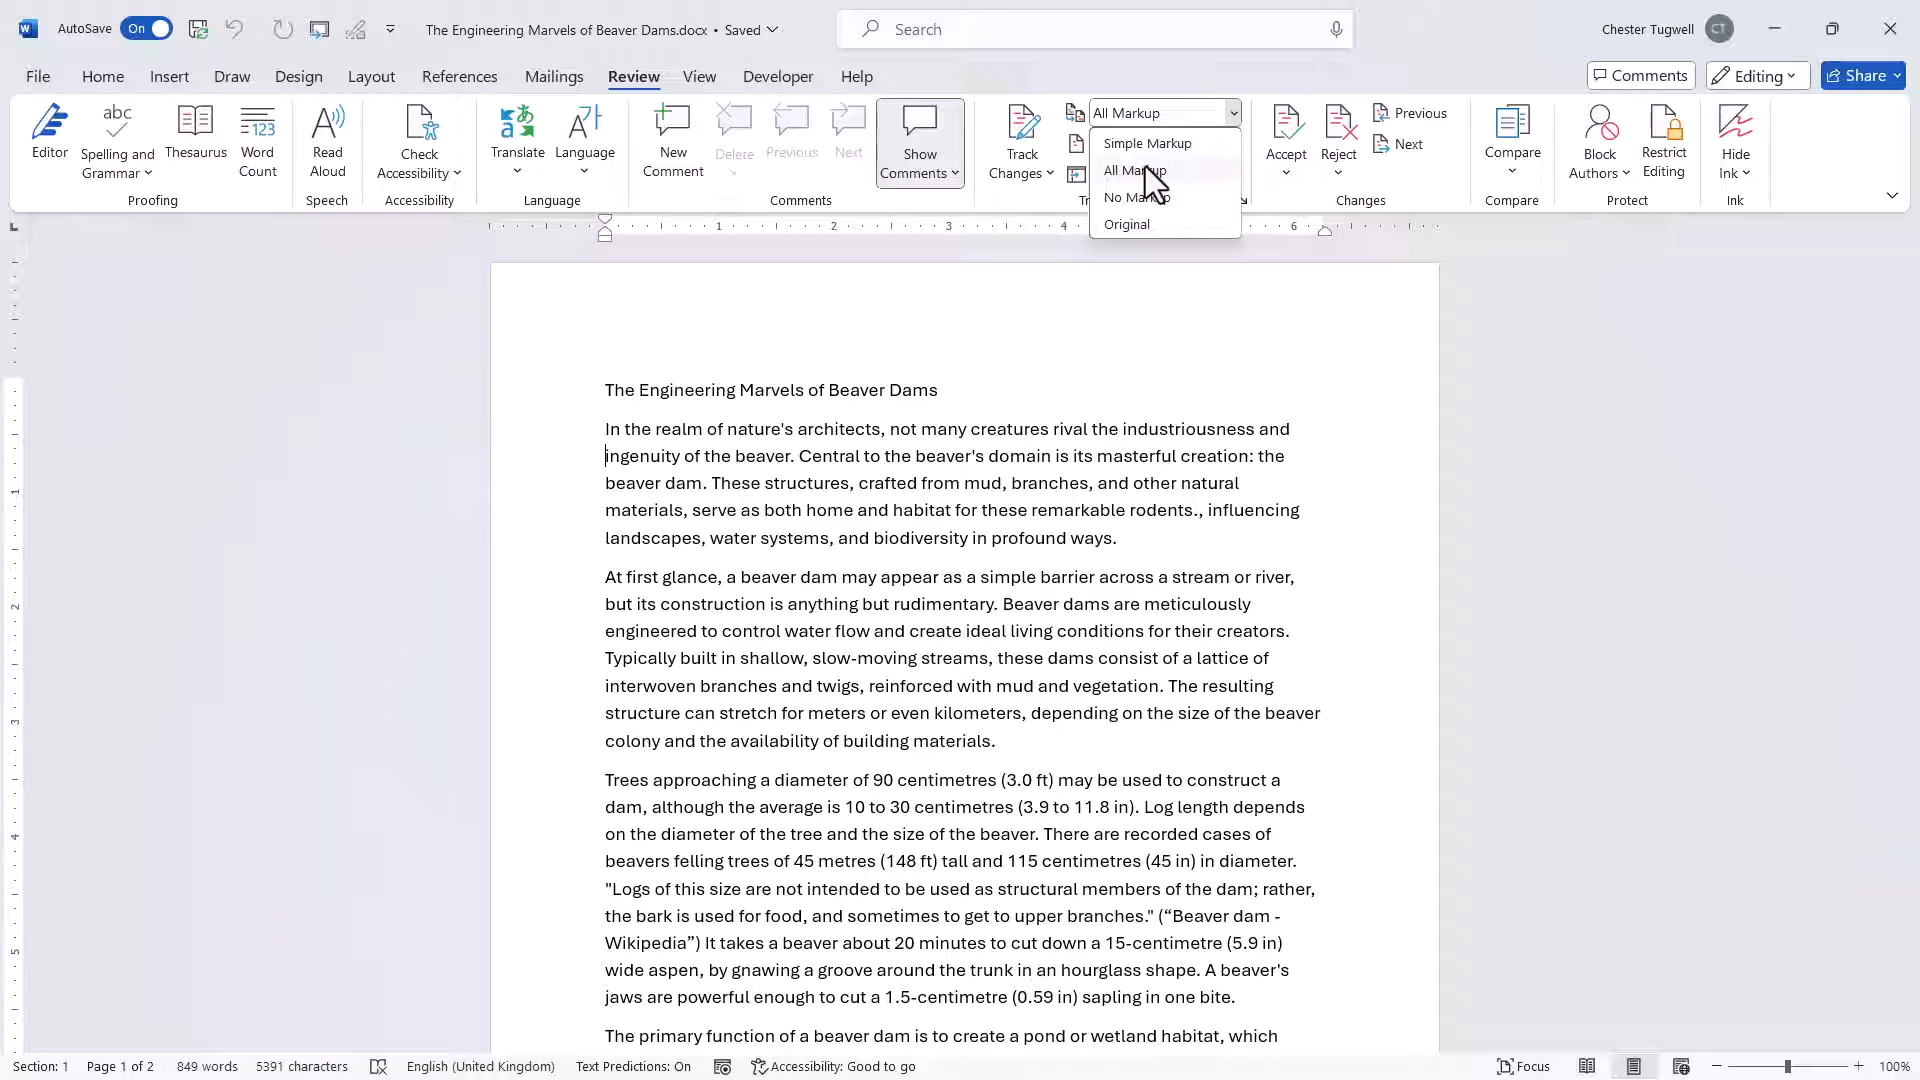 AutoSave On The Engineering Marvels of Beaver Dams.docx • Saved Search Chester Tugwell CT
File Home Insert Draw Design Layout References Mailings Review View Developer Help Comments Editing Share
Editor
Spelling and Grammar
Thesaurus
Word Count
Proofing
Read Aloud
Speech
Check Accessibility
Accessibility
Translate
Language
Language
New Comment
Delete
Previous
Next
Show Comments
Comments
Track Changes
All Markup
Simple Markup
All Markup
No Markup
Original
Accept
Reject
Previous
Next
Changes
Compare
Compare
Block Authors
Restrict Editing
Protect
Hide Ink
Ink
1 2 3 4 6
The Engineering Marvels of Beaver Dams
In the realm of nature's architects, not many creatures rival the industriousness and
ingenuity of the beaver. Central to the beaver's domain is its masterful creation: the
beaver dam. These structures, crafted from mud, branches, and other natural
materials, serve as both home and habitat for these remarkable rodents., influencing
landscapes, water systems, and biodiversity in profound ways.
At first glance, a beaver dam may appear as a simple barrier across a stream or river,
but its construction is anything but rudimentary. Beaver dams are meticulously
engineered to control water flow and create ideal living conditions for their creators.
Typically built in shallow, slow-moving streams, these dams consist of a lattice of
interwoven branches and twigs, reinforced with mud and vegetation. The resulting
structure can stretch for meters or even kilometers, depending on the size of the beaver
colony and the availability of building materials.
Trees approaching a diameter of 90 centimetres (3.0 ft) may be used to construct a
dam, although the average is 10 to 30 centimetres (3.9 to 11.8 in). Log length depends
on the diameter of the tree and the size of the beaver. There are recorded cases of
beavers felling trees of 45 metres (148 ft) tall and 115 centimetres (45 in) in diameter.
"Logs of this size are not intended to be used as structural members of the dam; rather,
the bark is used for food, and sometimes to get to upper branches." (“Beaver dam -
Wikipedia”) It takes a beaver about 20 minutes to cut down a 15-centimetre (5.9 in)
wide aspen, by gnawing a groove around the trunk in an hourglass shape. A beaver's
jaws are powerful enough to cut a 1.5-centimetre (0.59 in) sapling in one bite.
The primary function of a beaver dam is to create a pond or wetland habitat, which
1
2
3
4
5
Section: 1 Page 1 of 2 849 words 5391 characters English (United Kingdom) Text Predictions: On Accessibility: Good to go Focus 100%